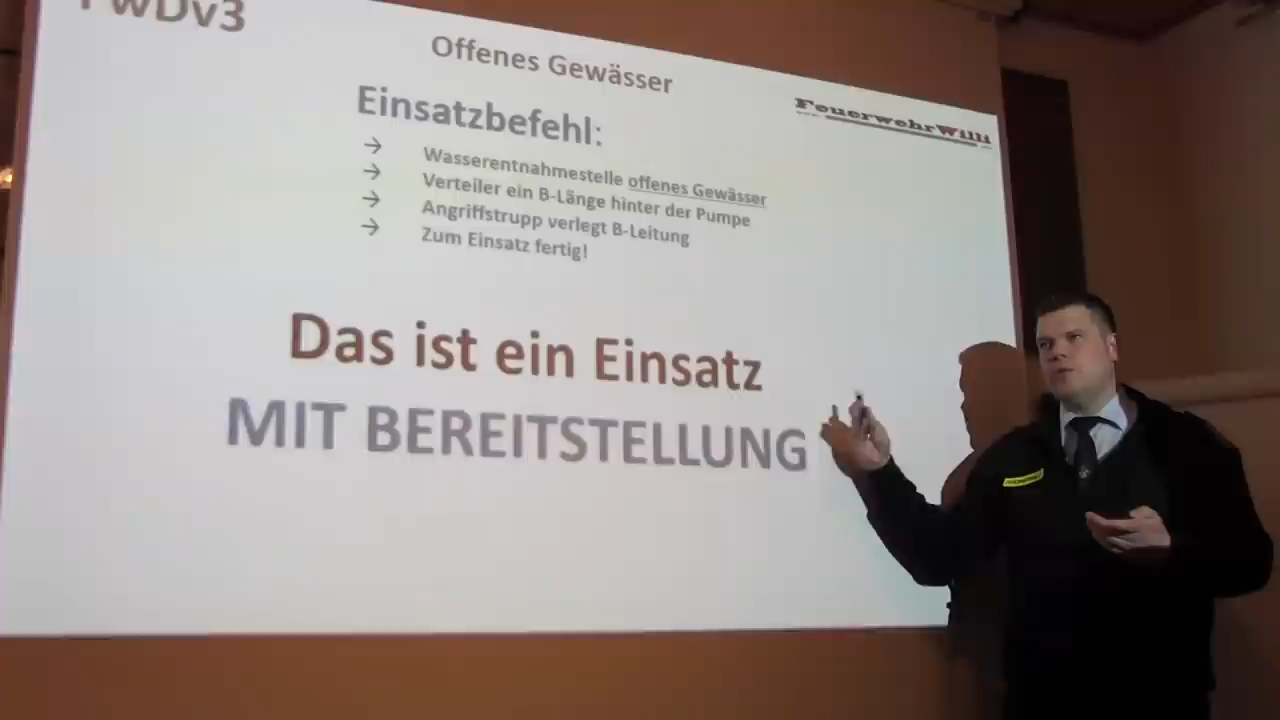 FwDv3
Offenes Gewässer
FeuerwehrWilli
Einsatzbefehl:
→ Wasserentnahmestelle offenes Gewässer
→ Verteiler ein B-Länge hinter der Pumpe
→ Angriffstrupp verlegt B-Leitung
→ Zum Einsatz fertig!
Das ist ein Einsatz
MIT BEREITSTELLUNG